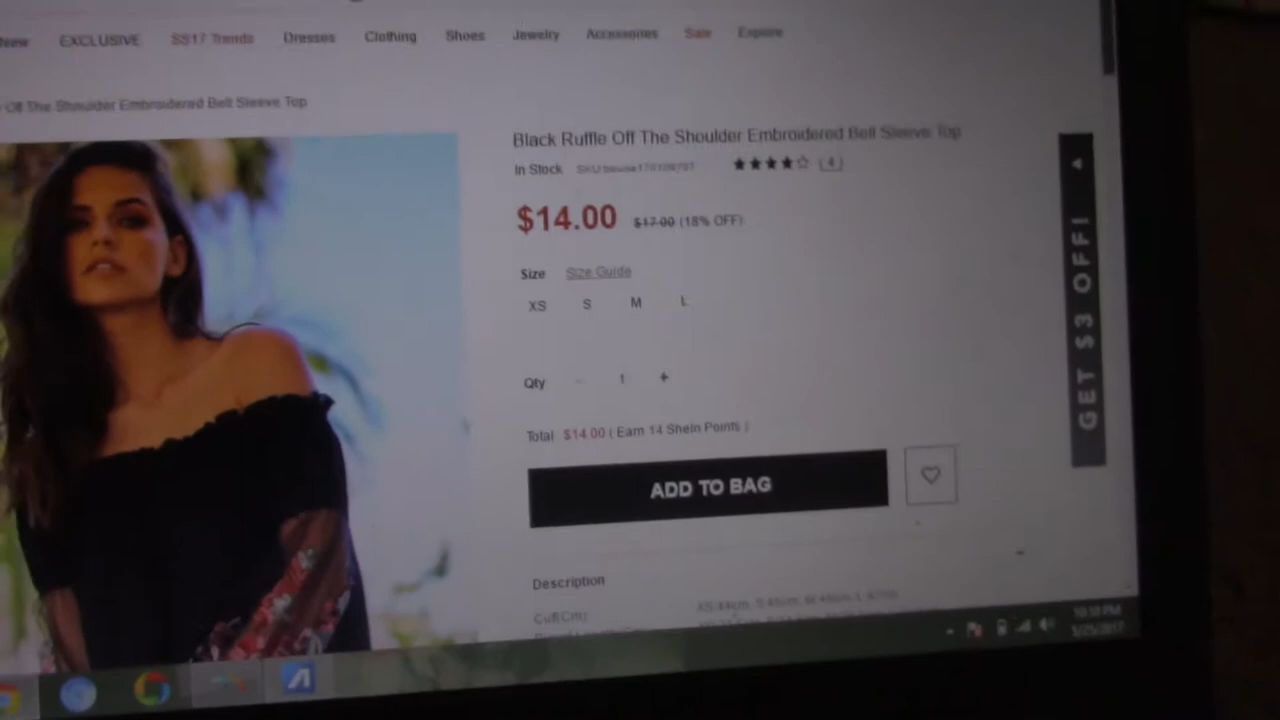 New EXCLUSIVE SS17 Trends Dresses Clothing Shoes Jewelry Accessories Sale Explore
Off The Shoulder Embroidered Bell Sleeve Top
Black Ruffle Off The Shoulder Embroidered Bell Sleeve Top
In Stock SKU (4)
$14.00 $17.00 (18% OFF)
Size Size Guide
XS S M L
Qty - 1 +
Total $14.00 ( Earn 14 SheIn Points )
ADD TO BAG
GET $3 OFF!
Description